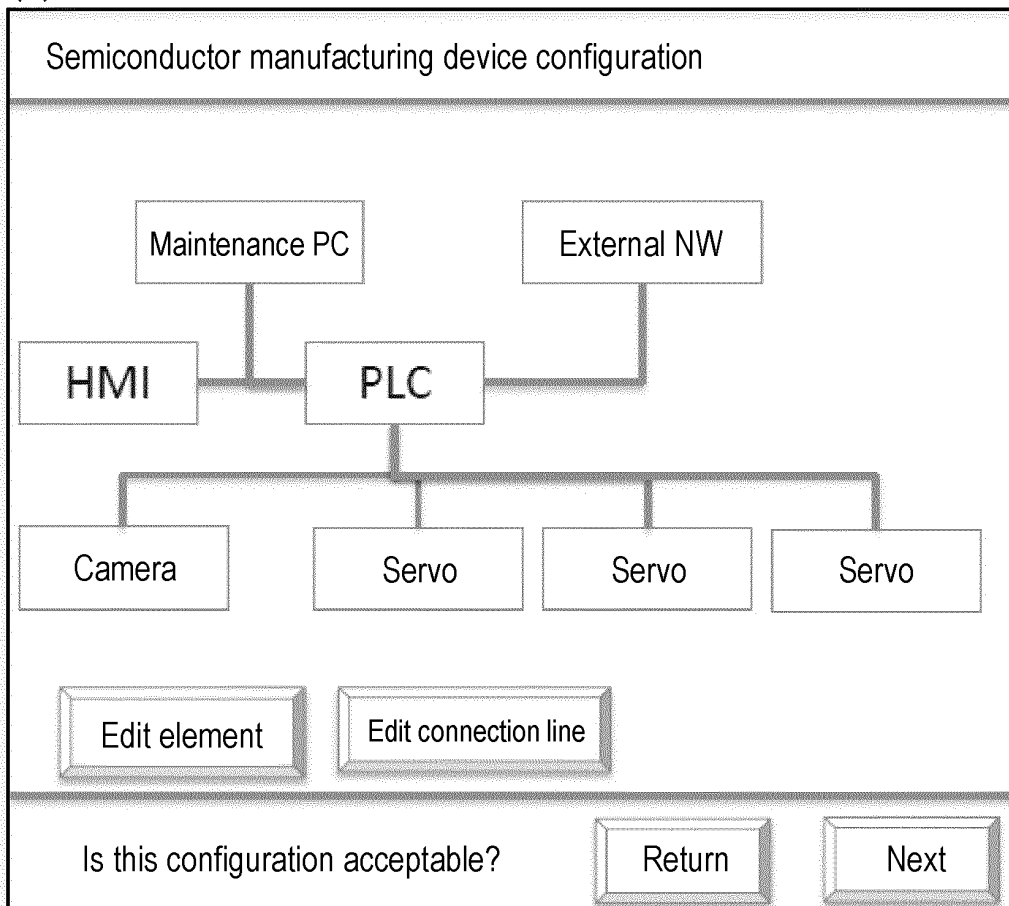 Semiconductor manufacturing device configuration
Maintenance PC
External NW
HMI
PLC
Camera
Servo
Servo
Servo
Edit element
Edit connection line
Is this configuration acceptable?
Return
Next